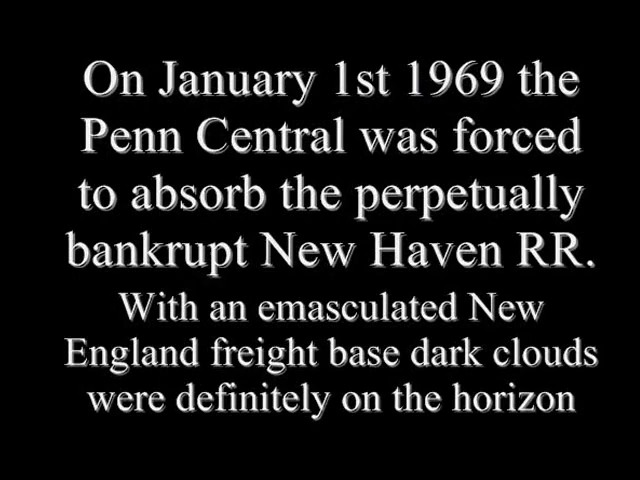 On January 1st 1969 the
Penn Central was forced
to absorb the perpetually
bankrupt New Haven RR.
With an emasculated New
England freight base dark clouds
were definitely on the horizon